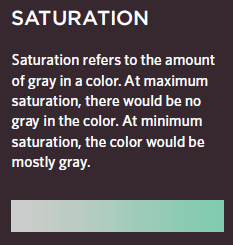 SATURATION
Saturation refers to the amount
of gray in a color. At maximum
saturation, there would be no
gray in the color. At minimum
saturation, the color would be
mostly gray.